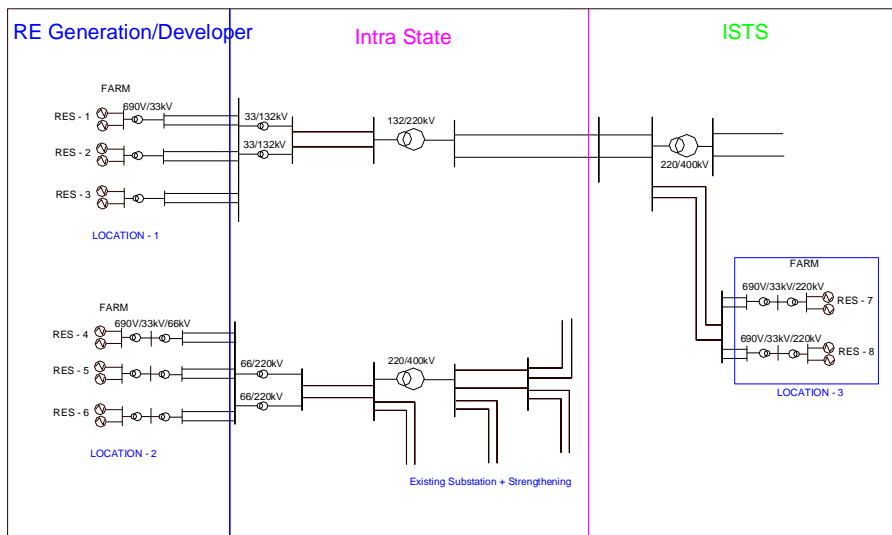 RE Generation/Developer
Intra State
ISTS
FARM
690V/33kV
RES - 1
33/132kV
132/220kV
RES - 2
33/132kV
220/400kV
RES - 3
LOCATION - 1
FARM
690V/33kV/220kV
RES - 7
FARM
690V/33kV/66kV
RES - 4
690V/33kV/220kV
RES - 8
220/400kV
RES - 5
66/220kV
LOCATION - 3
66/220kV
RES - 6
LOCATION - 2
Existing Substation + Strengthening